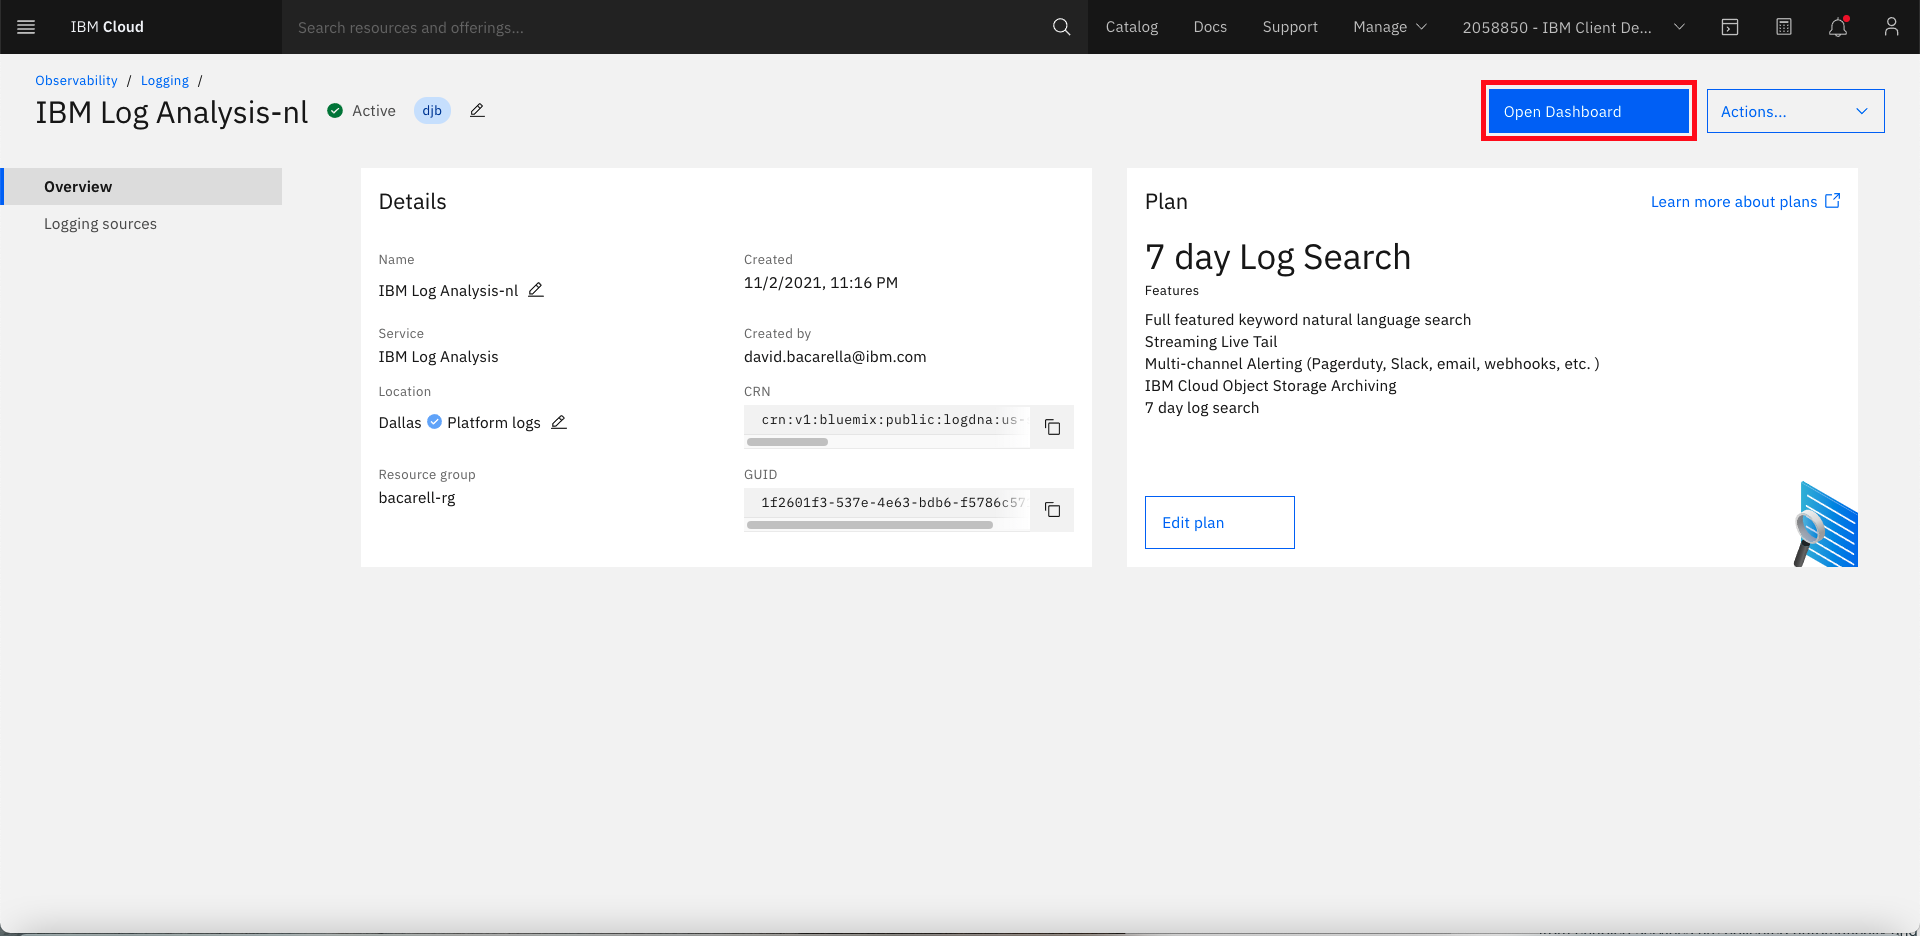 IBM Cloud
Search resources and offerings...
Catalog
Docs
Support
Manage
2058850 - IBM Client De...
Observability / Logging /
IBM Log Analysis-nl
Active
djb
Open Dashboard
Actions...
Overview
Logging sources
Details
Name
IBM Log Analysis-nl
Created
11/2/2021, 11:16 PM
Service
IBM Log Analysis
Created by
david.bacarella@ibm.com
Location
Dallas Platform logs
CRN
crn:v1:bluemix:public:logdna:us-
Resource group
bacarell-rg
GUID
1f2601f3-537e-4e63-bdb6-f5786c57
Plan
Learn more about plans
7 day Log Search
Features
Full featured keyword natural language search
Streaming Live Tail
Multi-channel Alerting (Pagerduty, Slack, email, webhooks, etc. )
IBM Cloud Object Storage Archiving
7 day log search
Edit plan